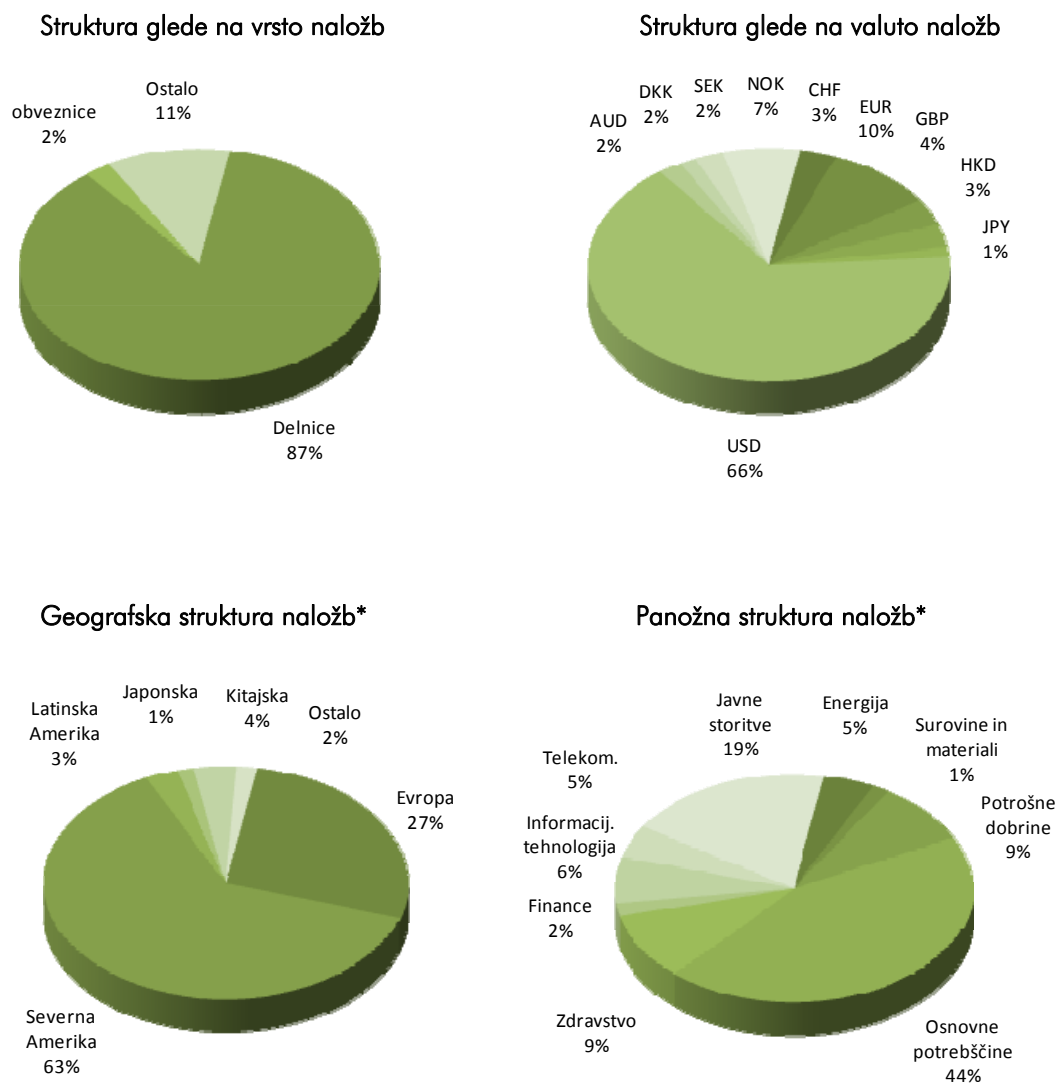 Struktura glede na vrsto naložb
obveznice
2%
Ostalo
11%
Delnice
87%
Struktura glede na valuto naložb
AUD
2%
DKK
2%
SEK
2%
NOK
7%
CHF
3%
EUR
10%
GBP
4%
HKD
3%
JPY
1%
USD
66%
Geografska struktura naložb*
Latinska
Amerika
3%
Japonska
1%
Kitajska
4%
Ostalo
2%
Evropa
27%
Severna
Amerika
63%
Panožna struktura naložb*
Javne
storitve
19%
Energija
5%
Surovine in
materiali
1%
Potrošne
dobrine
9%
Telekom.
5%
Informacij.
tehnologija
6%
Finance
2%
Zdravstvo
9%
Osnovne
potrebščine
44%